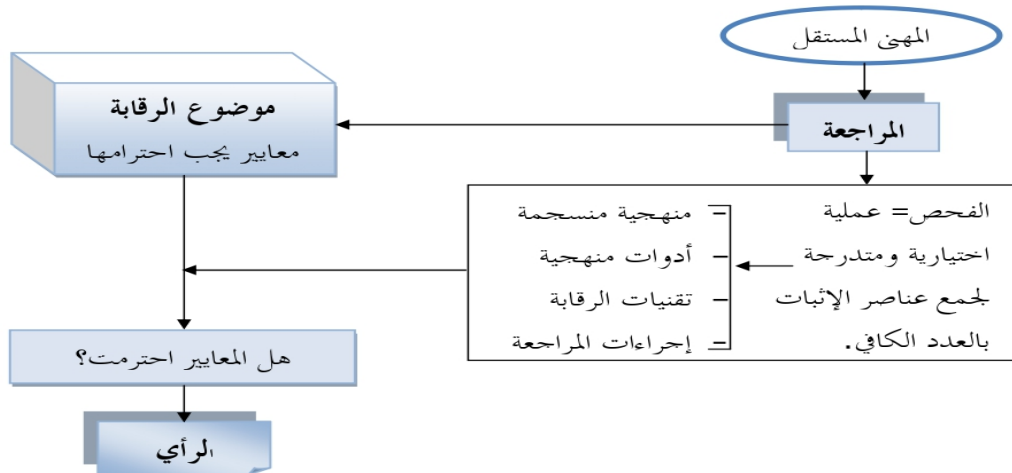 المهنى المستقل
المراجعة
موضوع الرقابة
معايير يجب احترامها
الفحص= عملية
اختيارية ومتدرجة
لجمع عناصر الإثبات
بالعدد الكافي.
- منهجية منسجمة
- أدوات منهجية
- تقنيات الرقابة
- إجراءات المراجعة
هل المعايير احترمت؟
الرأي